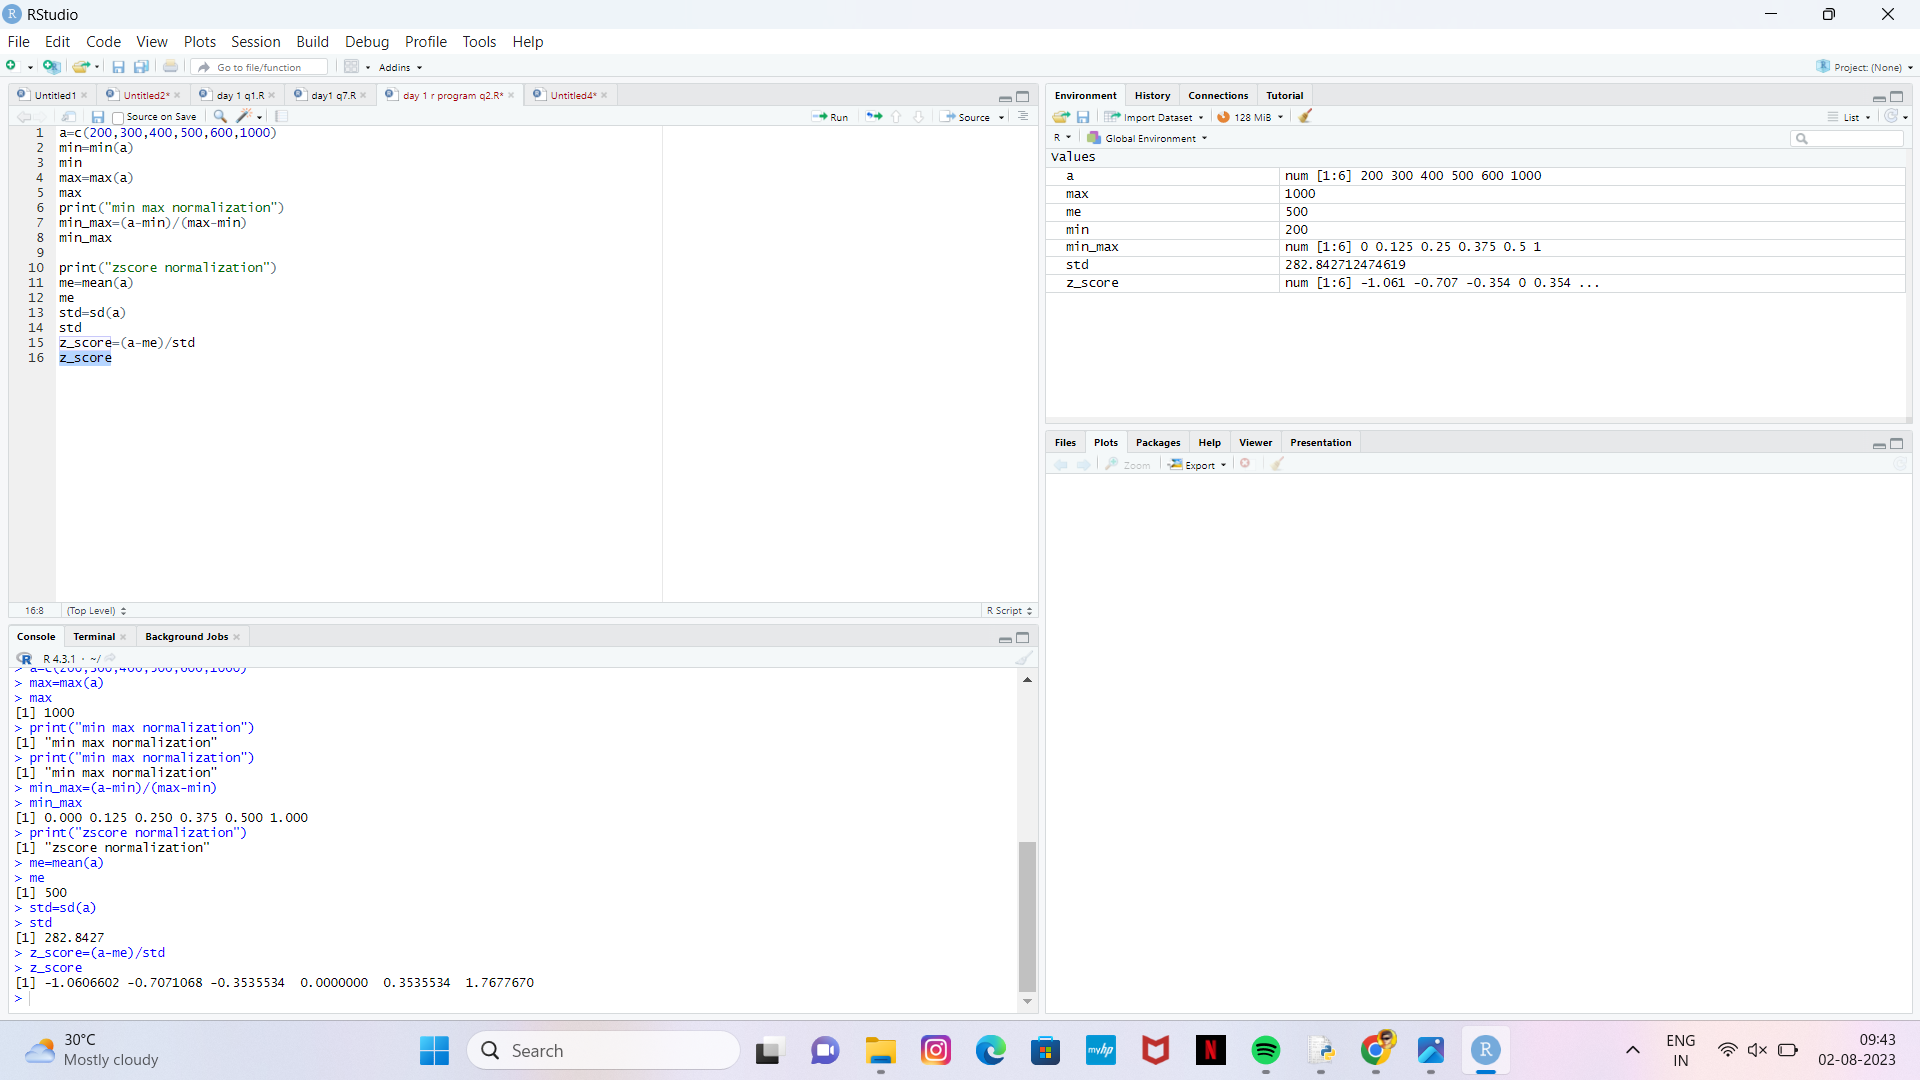 RStudio
File Edit Code View Plots Session Build Debug Profile Tools Help
Go to file/function Addins Project: (None)
Untitled1 Untitled2* day 1 q1.R day1 q7.R day 1 r program q2.R* Untitled4*
Source on Save Run Source
1 a=c(200,300,400,500,600,1000)
2 min=min(a)
3 min
4 max=max(a)
5 max
6 print("min max normalization")
7 min_max=(a-min)/(max-min)
8 min_max
9
10 print("zscore normalization")
11 me=mean(a)
12 me
13 std=sd(a)
14 std
15 z_score=(a-me)/std
16 z_score
16:8 (Top Level) R Script
Console Terminal Background Jobs
R 4.3.1 · ~/
> a=c(200,300,400,500,600,1000)
> max=max(a)
> max
[1] 1000
> print("min max normalization")
[1] "min max normalization"
> print("min max normalization")
[1] "min max normalization"
> min_max=(a-min)/(max-min)
> min_max
[1] 0.000 0.125 0.250 0.375 0.500 1.000
> print("zscore normalization")
[1] "zscore normalization"
> me=mean(a)
> me
[1] 500
> std=sd(a)
> std
[1] 282.8427
> z_score=(a-me)/std
> z_score
[1] -1.0606602 -0.7071068 -0.3535534  0.0000000  0.3535534  1.7677670
>
Environment History Connections Tutorial
Import Dataset 128 MiB List
R Global Environment
Values
a num [1:6] 200 300 400 500 600 1000
max 1000
me 500
min 200
min_max num [1:6] 0 0.125 0.25 0.375 0.5 1
std 282.842712474619
z_score num [1:6] -1.061 -0.707 -0.354 0 0.354 ...
Files Plots Packages Help Viewer Presentation
Zoom Export
30°C
Mostly cloudy
Search
myhp
N
R
ENG
IN
09:43
02-08-2023